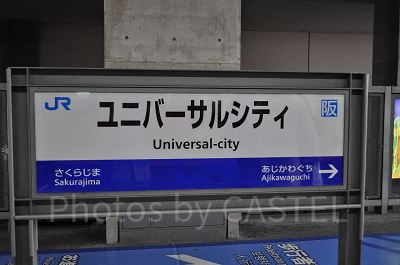 JR
ユニバーサルシティ
阪
Universal-city
さくらじま
Sakurajima
あじかわぐち
Ajikawaguchi
Photos by CASTEL